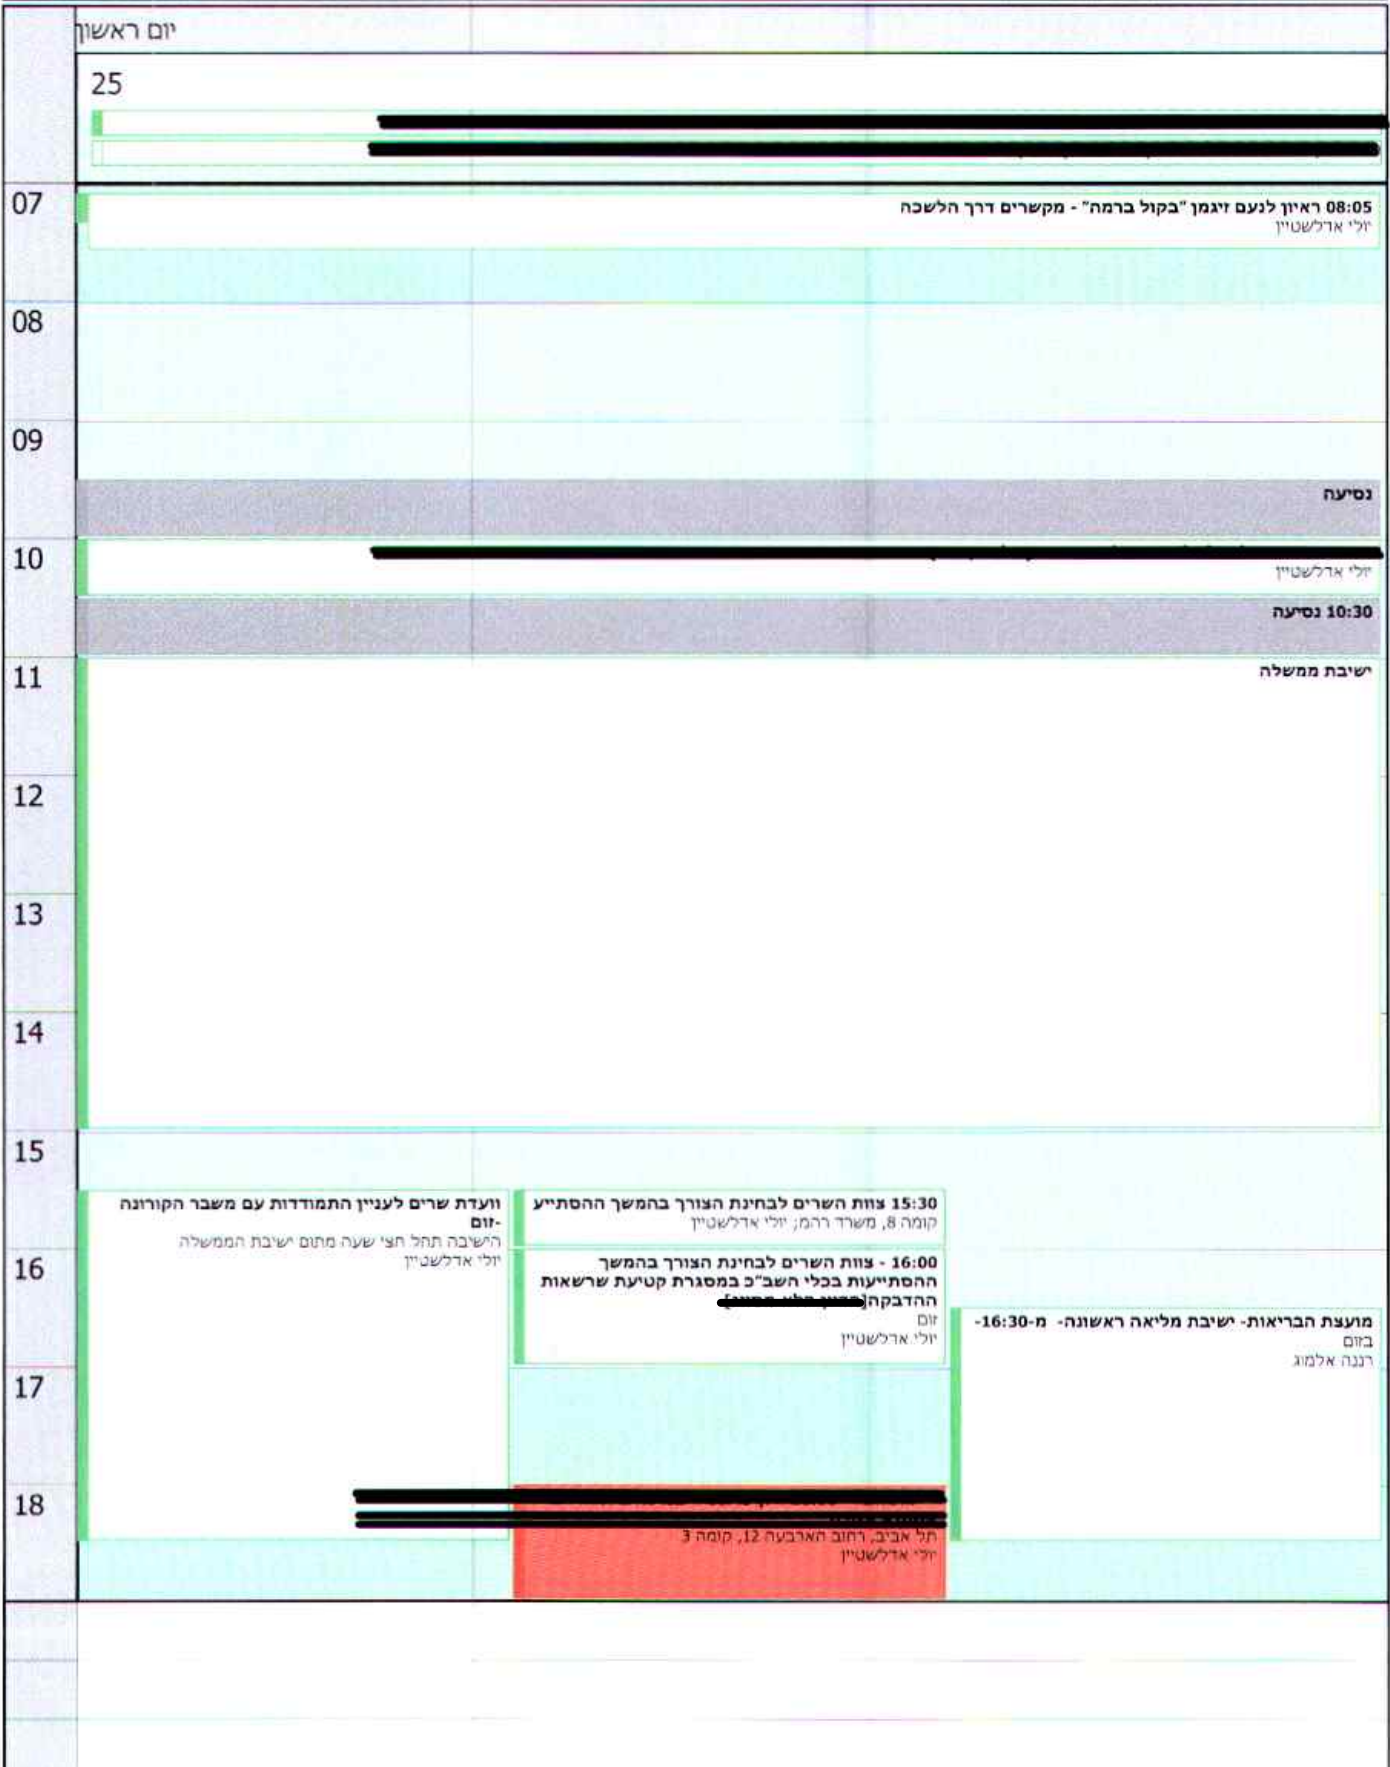 יום ראשון
25
07
08:05 ראיון לנעם זיגמן "בקול ברמה" - מקשרים דרך הלשכה
יולי אדלשטיין
08
09
נסיעה
10
יולי אדלשטיין
10:30 נסיעה
11
ישיבת ממשלה
12
13
14
15
15:30 צוות השרים לבחינת הצורך בהמשך ההסתייע
קומה 8, משרד רהמ; יולי אדלשטיין
וועדת שרים לעניין התמודדות עם משבר הקורונה
-זום
הישיבה תחל חצי שעה מתום ישיבת הממשלה
יולי אדלשטיין
16
16:00 - צוות השרים לבחינת הצורך בהמשך
ההסתייעות בכלי השב"כ במסגרת קטיעת שרשאות
ההדבקה]
זום
יולי אדלשטיין
מועצת הבריאות- ישיבת מליאה ראשונה- מ-16:30-
בזום
רננה אלמוג
17
18
תל אביב, רחוב הארבעה 12, קומה 3
יולי אדלשטיין